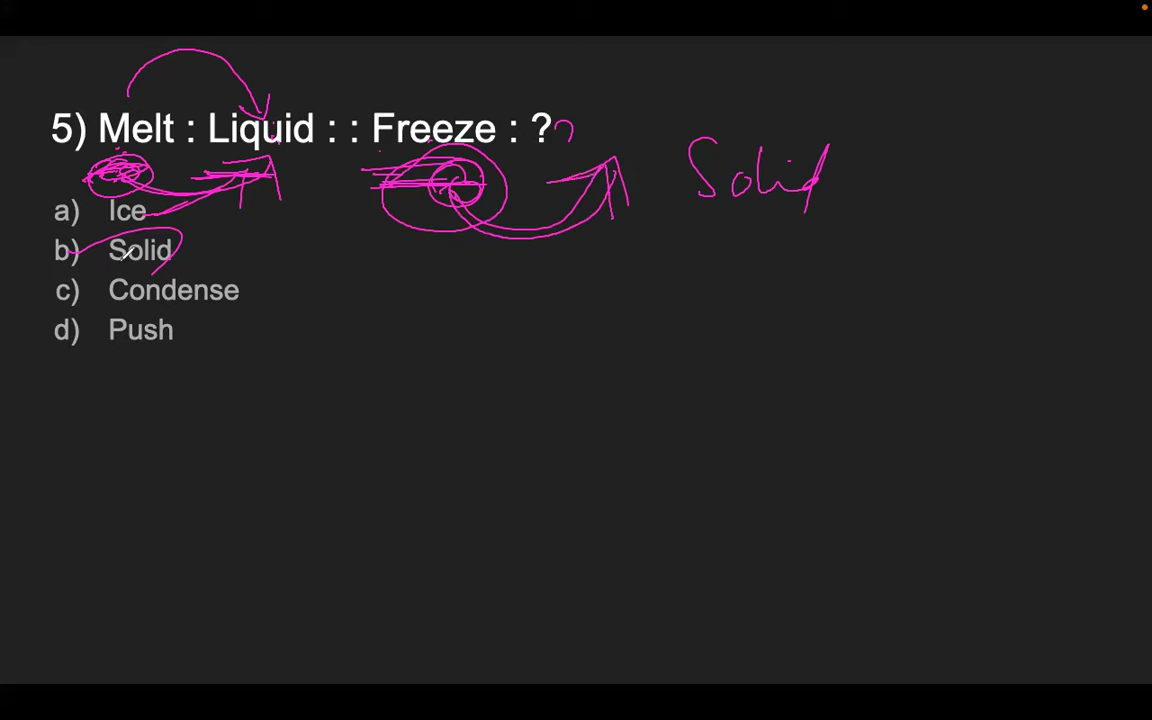 5) Melt : Liquid : : Freeze : ? ?
Solid
a) Ice
b) Solid
c) Condense
d) Push